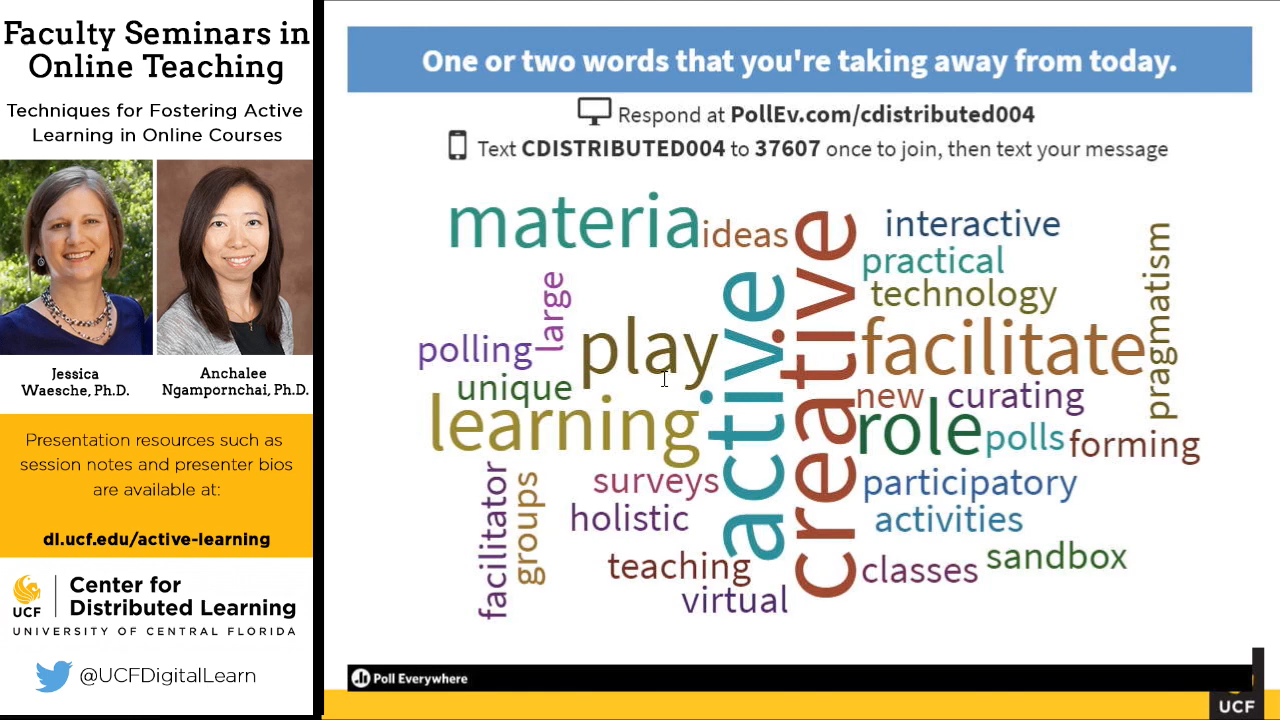 Faculty Seminars in
Online Teaching
Techniques for Fostering Active
Learning in Online Courses
Jessica
Waesche, Ph.D.
Anchalee
Ngampornchai, Ph.D.
Presentation resources such as
session notes and presenter bios
are available at:
dl.ucf.edu/active-learning
UCF
Center for
Distributed Learning
UNIVERSITY OF CENTRAL FLORIDA
@UCFDigitalLearn
One or two words that you're taking away from today.
Respond at PollEv.com/cdistributed004
Text CDISTRIBUTED004 to 37607 once to join, then text your message
materia
ideas
interactive
practical
technology
pragmatism
large
polling
play
active
creative
facilitate
unique
new
curating
learning
role
polls
forming
facilitator
groups
surveys
participatory
holistic
activities
teaching
classes
sandbox
virtual
Poll Everywhere
UCF